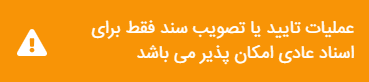 عملیات تایید یا تصویب سند فقط برای
اسناد عادی امکان پذیر می باشد